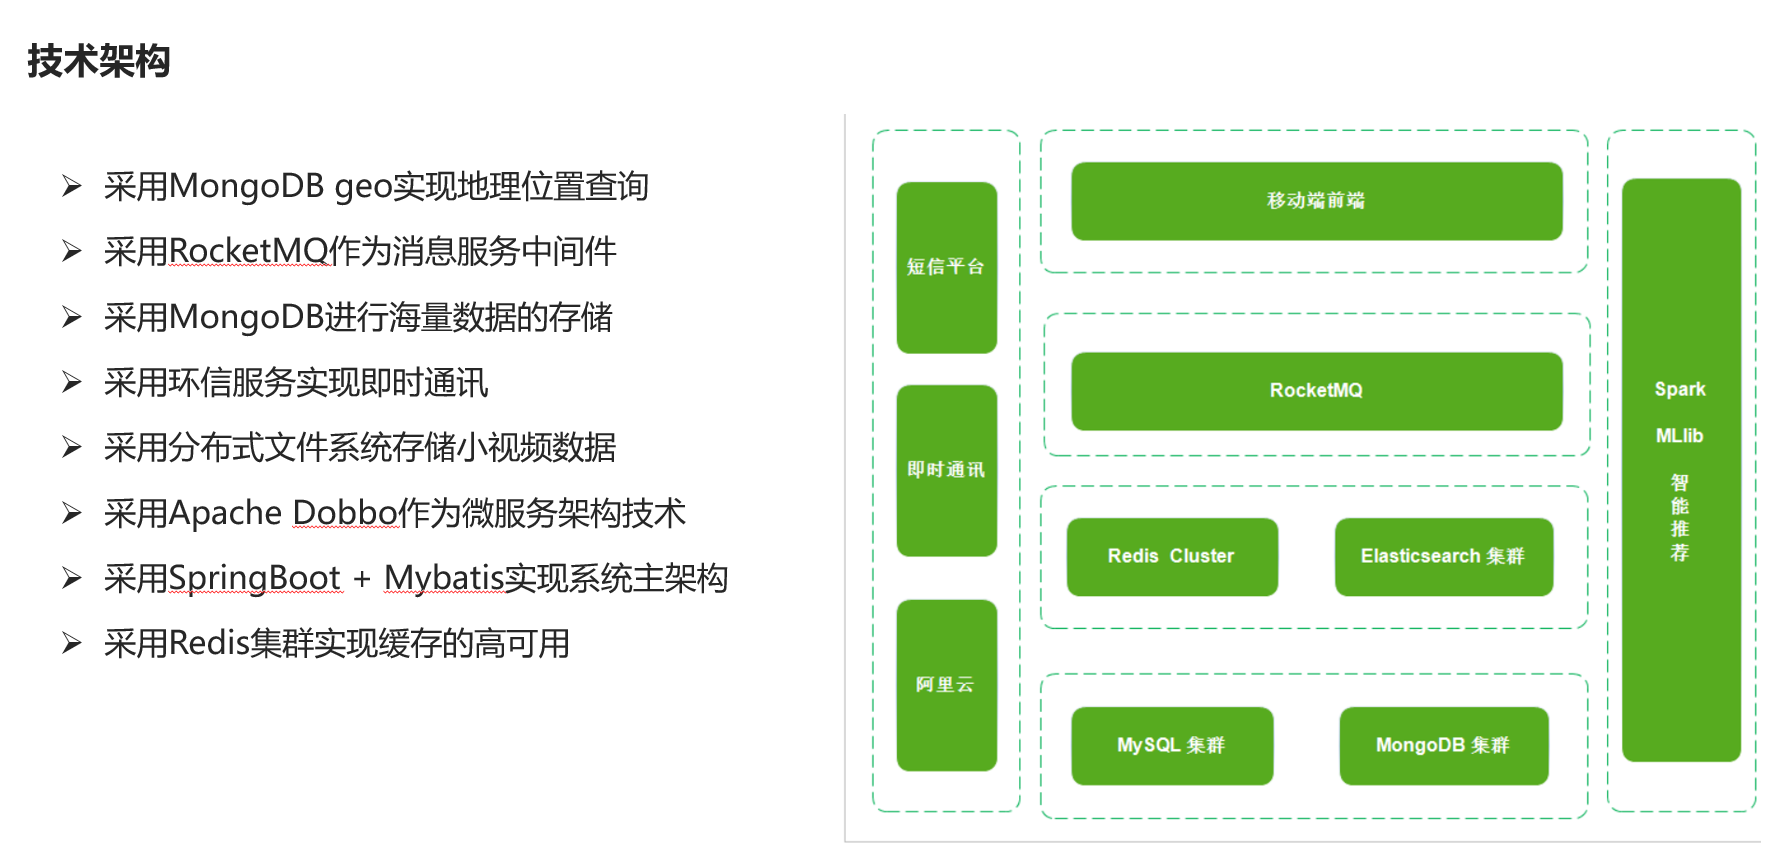 技术架构
采用MongoDB geo实现地理位置查询
采用RocketMQ作为消息服务中间件
采用MongoDB进行海量数据的存储
采用环信服务实现即时通讯
采用分布式文件系统存储小视频数据
采用Apache Dobbo作为微服务架构技术
采用SpringBoot + Mybatis实现系统主架构
采用Redis集群实现缓存的高可用
短信平台
即时通讯
阿里云
移动端前端
RocketMQ
Redis Cluster
Elasticsearch 集群
MySQL 集群
MongoDB 集群
Spark
MLlib
智
能
推
荐